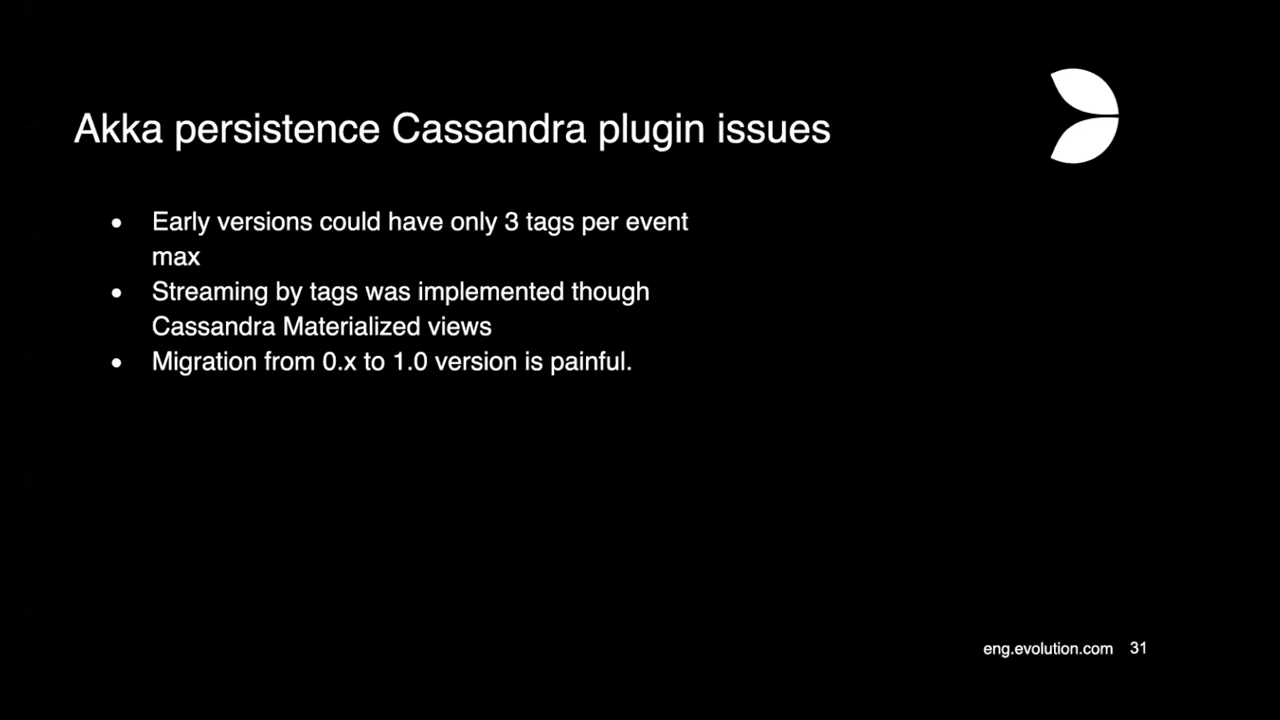 Akka persistence Cassandra plugin issues
• Early versions could have only 3 tags per event
max
• Streaming by tags was implemented though
Cassandra Materialized views
• Migration from 0.x to 1.0 version is painful.
eng.evolution.com 31